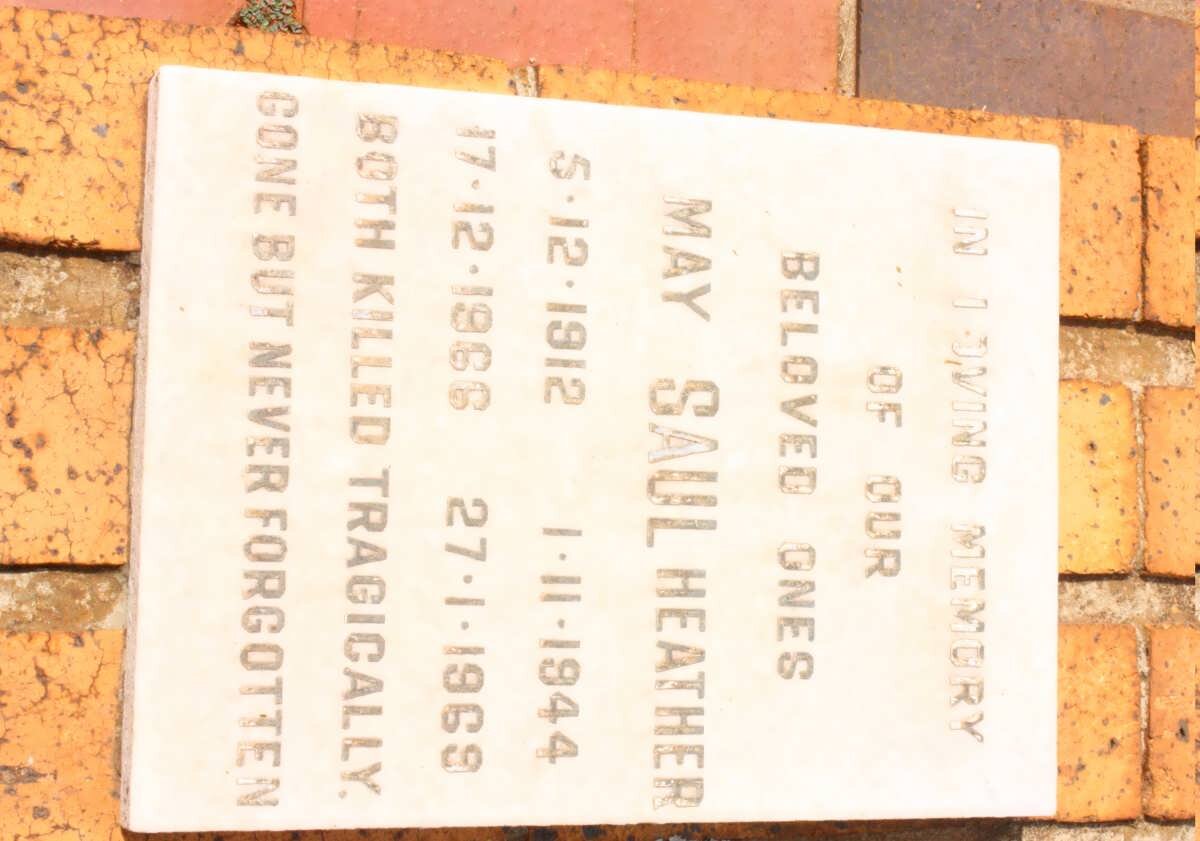 IN LOVING MEMORY
OF OUR
BELOVED ONES
MAY SAUL HEATHER
5·12·1912 1·11·1944
17·12·1966 27·1·1969
BOTH KILLED TRAGICALLY.
GONE BUT NEVER FORGOTTEN